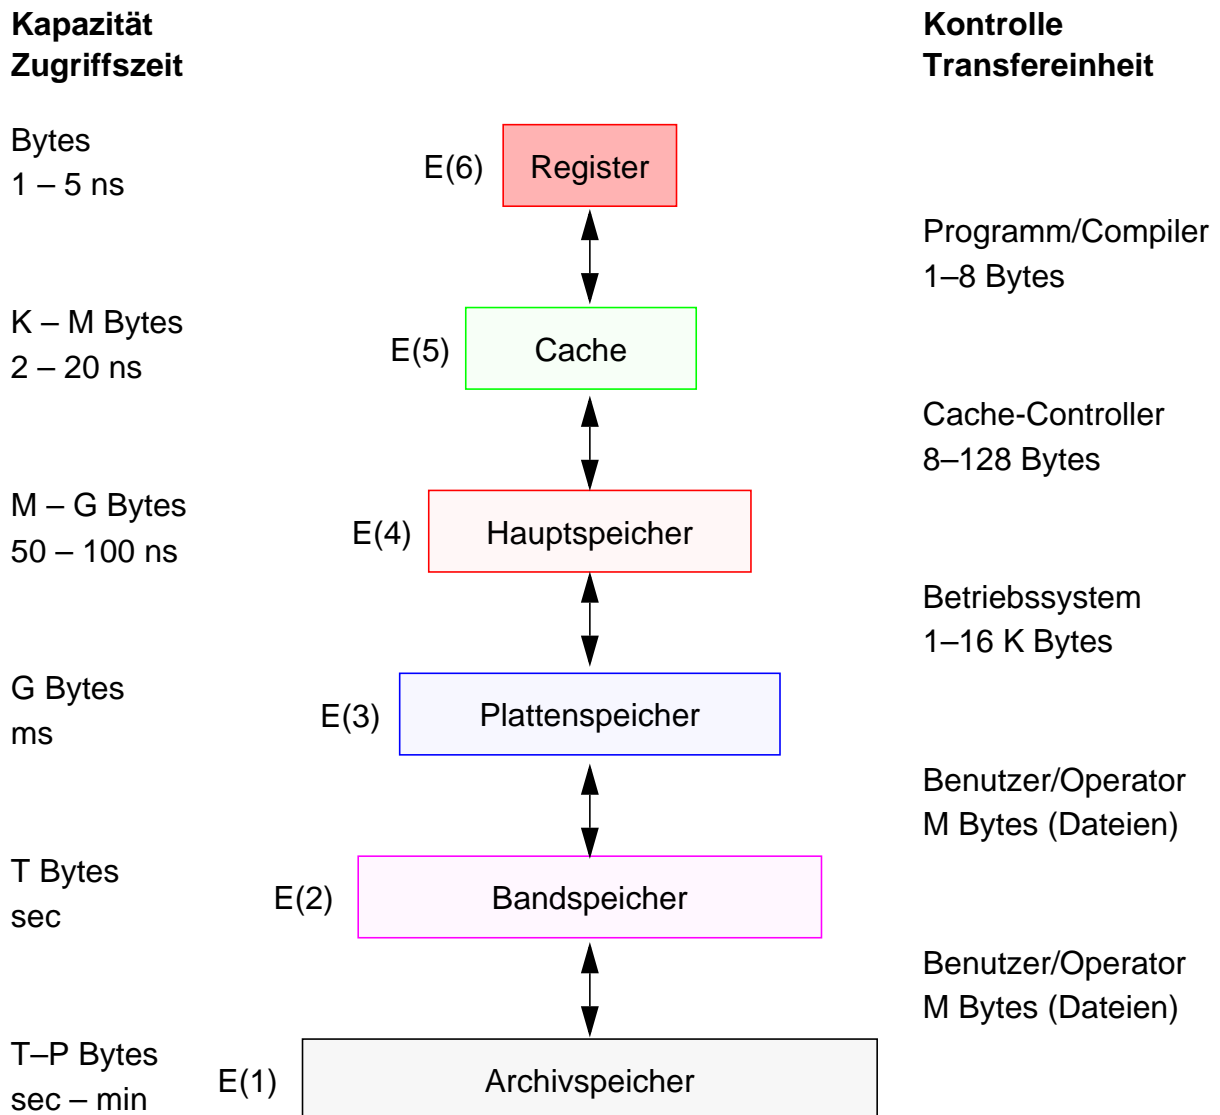 Kapazität
Zugriffszeit
Kontrolle
Transfereinheit
Bytes
1 – 5 ns
E(6)
Register
Programm/Compiler
1–8 Bytes
K – M Bytes
2 – 20 ns
E(5)
Cache
Cache-Controller
8–128 Bytes
M – G Bytes
50 – 100 ns
E(4)
Hauptspeicher
Betriebssystem
1–16 K Bytes
G Bytes
ms
E(3)
Plattenspeicher
Benutzer/Operator
M Bytes (Dateien)
T Bytes
sec
E(2)
Bandspeicher
Benutzer/Operator
M Bytes (Dateien)
T–P Bytes
sec – min
E(1)
Archivspeicher